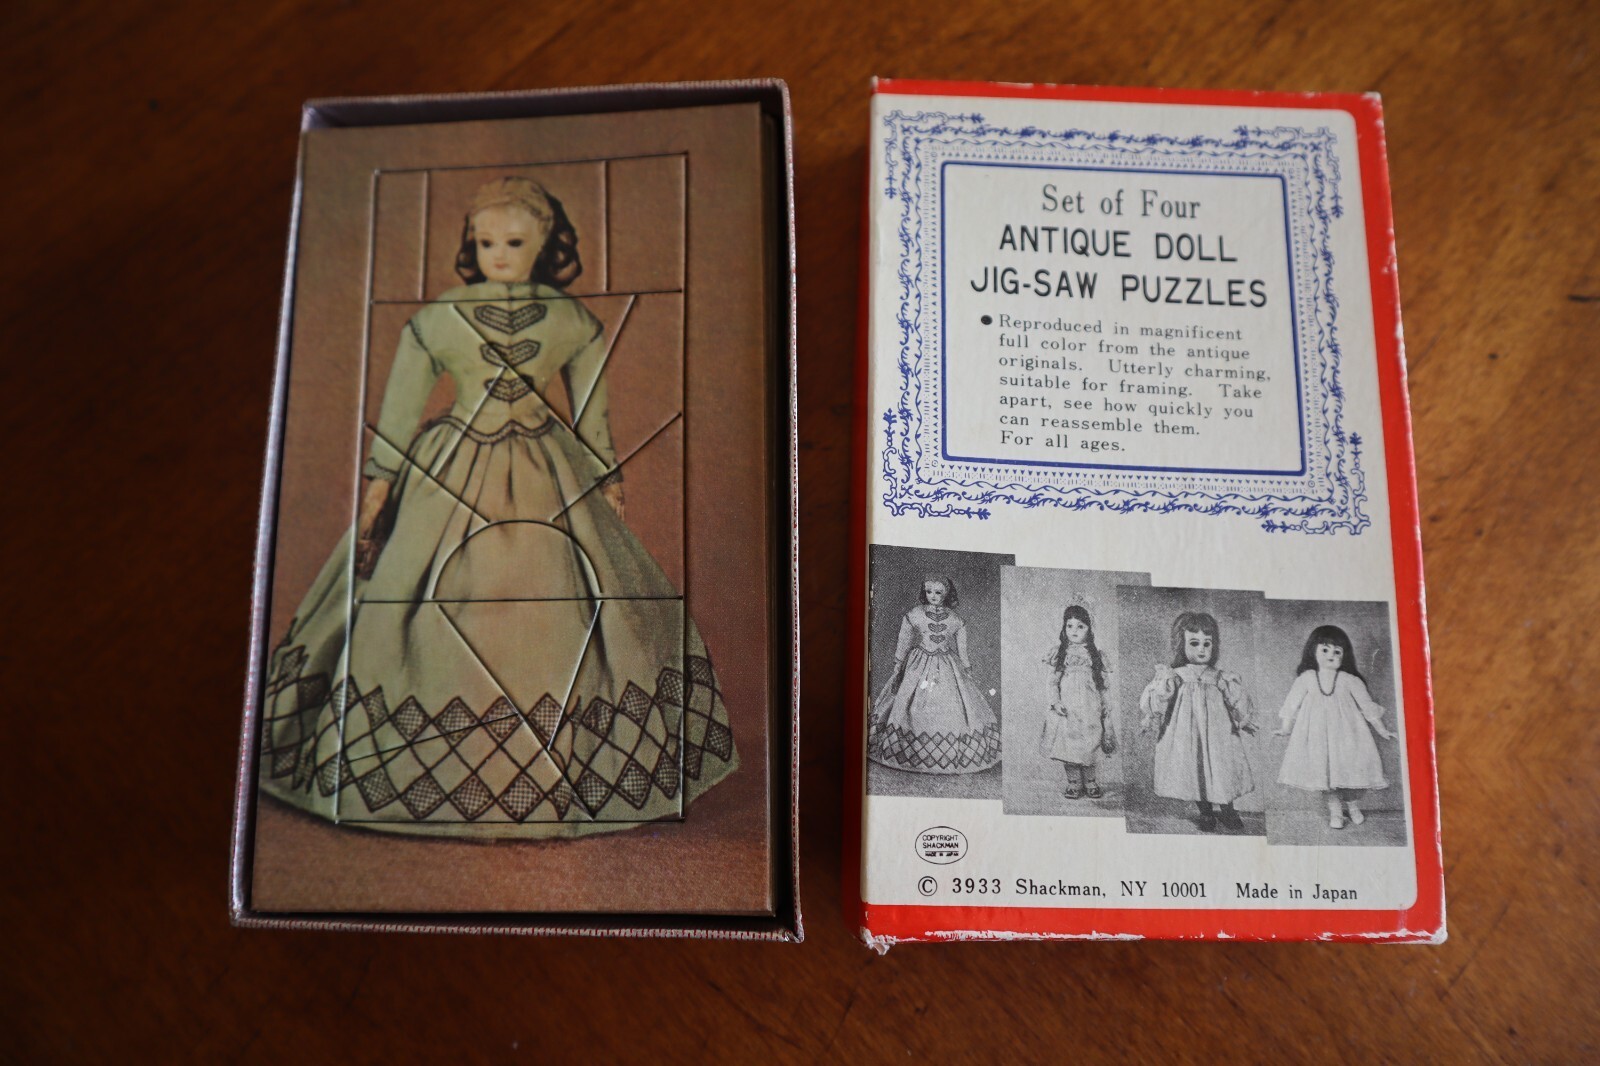 Set of Four
ANTIQUE DOLL
JIG-SAW PUZZLES
● Reproduced in magnificent
full color from the antique
originals. Utterly charming,
suitable for framing. Take
apart, see how quickly you
can reassemble them.
For all ages.
COPYRIGHT
SHACKMAN
© 3933 Shackman, NY 10001 Made in Japan